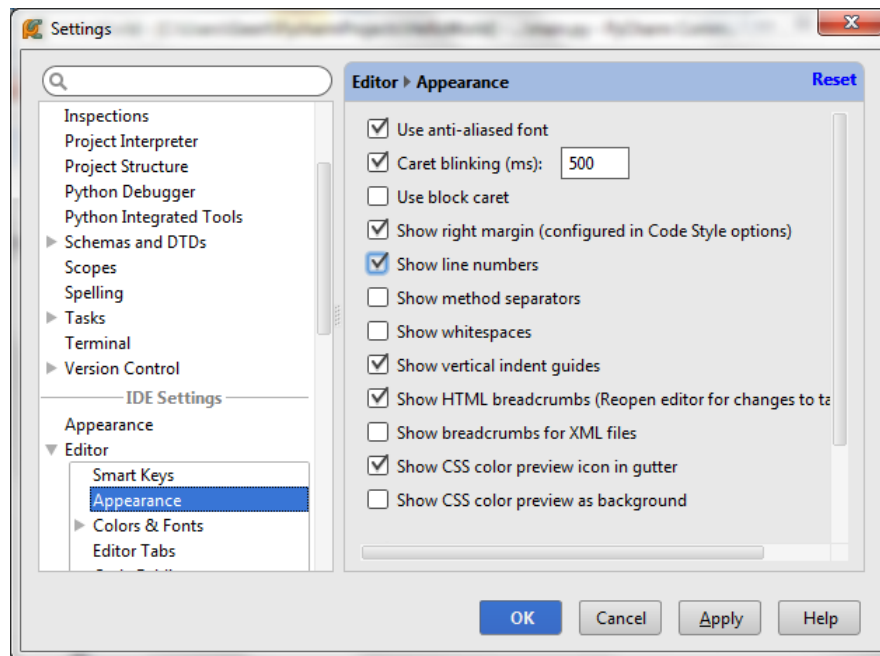 Settings
Inspections
Project Interpreter
Project Structure
Python Debugger
Python Integrated Tools
Schemas and DTDs
Scopes
Spelling
Tasks
Terminal
Version Control
IDE Settings
Appearance
Editor
Smart Keys
Appearance
Colors & Fonts
Editor Tabs
Editor Appearance
Reset
Use anti-aliased font
Caret blinking (ms): 500
Use block caret
Show right margin (configured in Code Style options)
Show line numbers
Show method separators
Show whitespaces
Show vertical indent guides
Show HTML breadcrumbs (Reopen editor for changes to ta
Show breadcrumbs for XML files
Show CSS color preview icon in gutter
Show CSS color preview as background
OK
Cancel
Apply
Help